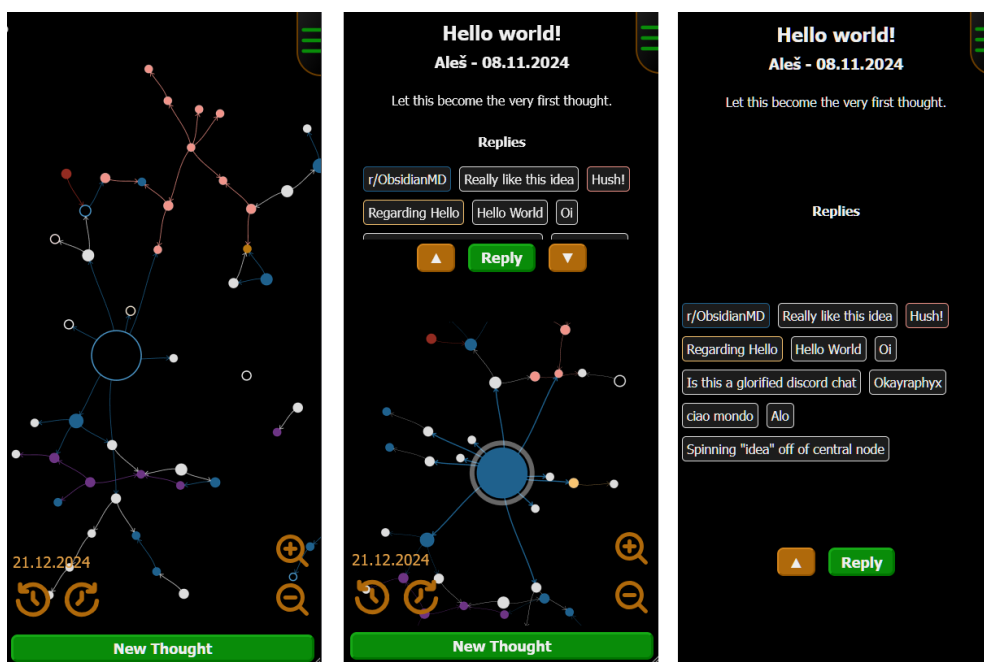 21.12.2024
New Thought
Hello world!
Aleš - 08.11.2024
Let this become the very first thought.
Replies
r/ObsidianMD Really like this idea Hush!
Regarding Hello Hello World Oi
▲ Reply ▼
21.12.2024
New Thought
Hello world!
Aleš - 08.11.2024
Let this become the very first thought.
Replies
r/ObsidianMD Really like this idea Hush!
Regarding Hello Hello World Oi
Is this a glorified discord chat Okayraphyx
ciao mondo Alo
Spinning "idea" off of central node
▲ Reply